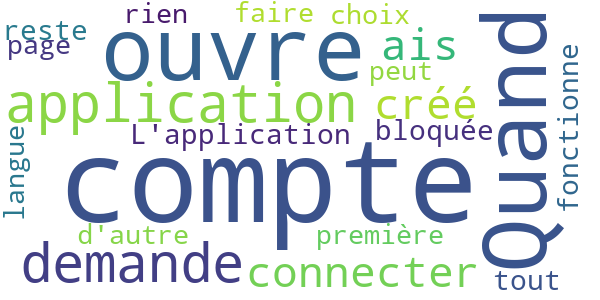 rien
faire
choix
reste
page
ouvre
ais
peut
application
créé
L'application
bloquée
compte
Quand
fonctionne
langue
d'autre
première
demande
connecter
tout